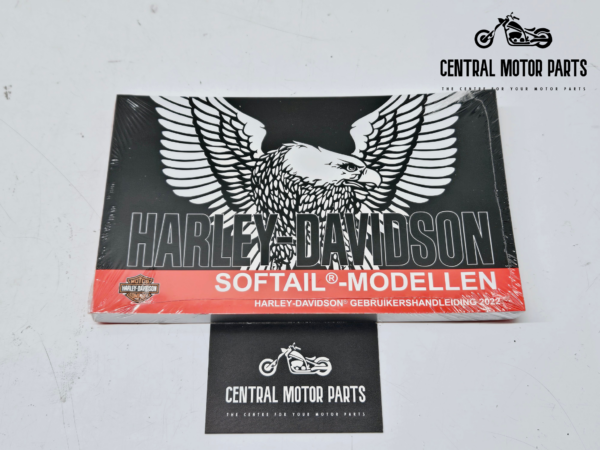 CENTRAL MOTOR PARTS
THE CENTRE FOR YOUR MOTOR PARTS
HARLEY-DAVIDSON
SOFTAIL®-MODELLEN
HARLEY-DAVIDSON® GEBRUIKERSHANDLEIDING 2022
MOTOR
HARLEY-DAVIDSON
CENTRAL MOTOR PARTS
THE CENTRE FOR YOUR MOTOR PARTS